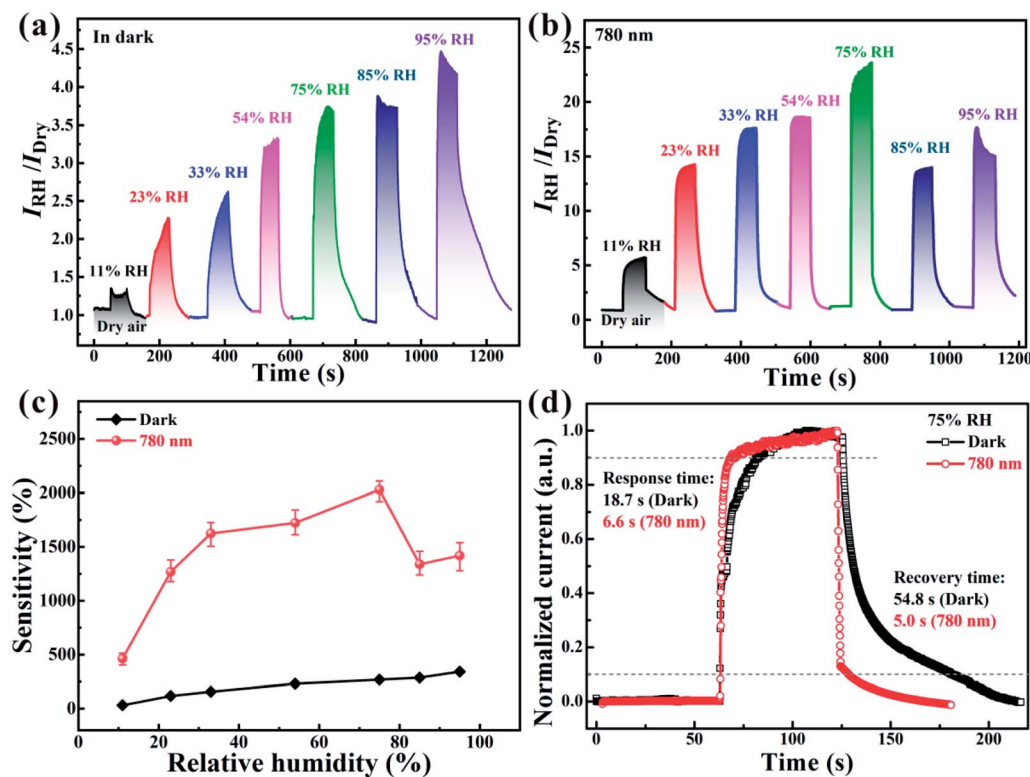 (a)
In dark
11% RH
23% RH
33% RH
54% RH
75% RH
85% RH
95% RH
Dry air
I_RH /I_Dry
4.5
4.0
3.5
3.0
2.5
2.0
1.5
1.0
0 200 400 600 800 1000 1200
Time (s)
(b)
780 nm
11% RH
23% RH
33% RH
54% RH
75% RH
85% RH
95% RH
Dry air
I_RH /I_Dry
25
20
15
10
5
0
0 200 400 600 800 1000 1200
Time (s)
(c)
Dark
780 nm
Sensitivity (%)
2500
2000
1500
1000
500
0
0 20 40 60 80 100
Relative humidity (%)
(d)
75% RH
Dark
780 nm
Response time:
18.7 s (Dark)
6.6 s (780 nm)
Recovery time:
54.8 s (Dark)
5.0 s (780 nm)
Normalized current (a.u.)
1.0
0.8
0.6
0.4
0.2
0.0
0 50 100 150 200
Time (s)